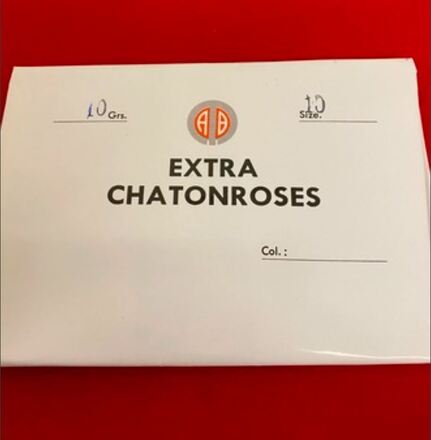 10 Grs.
AB
10
Size.
EXTRA
CHATONROSES
Col.: